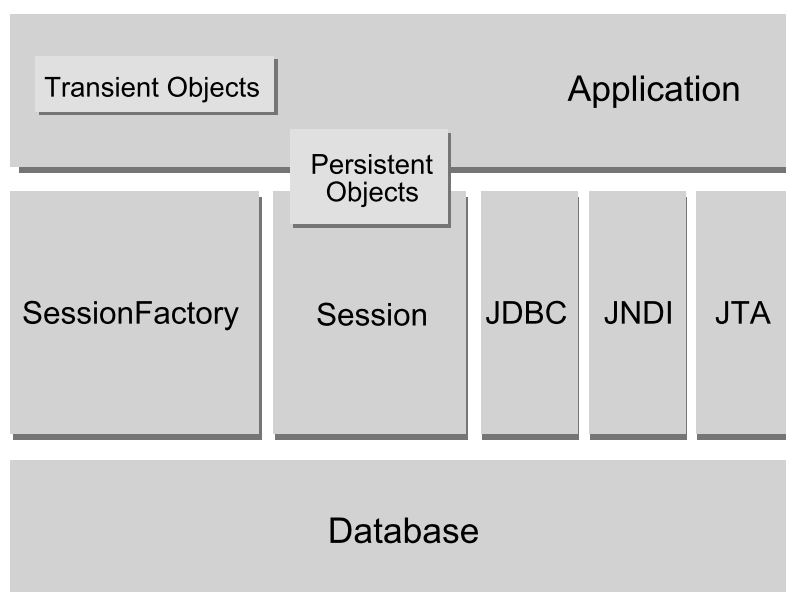 Transient Objects
Application
Persistent
Objects
SessionFactory
Session
JDBC
JNDI
JTA
Database